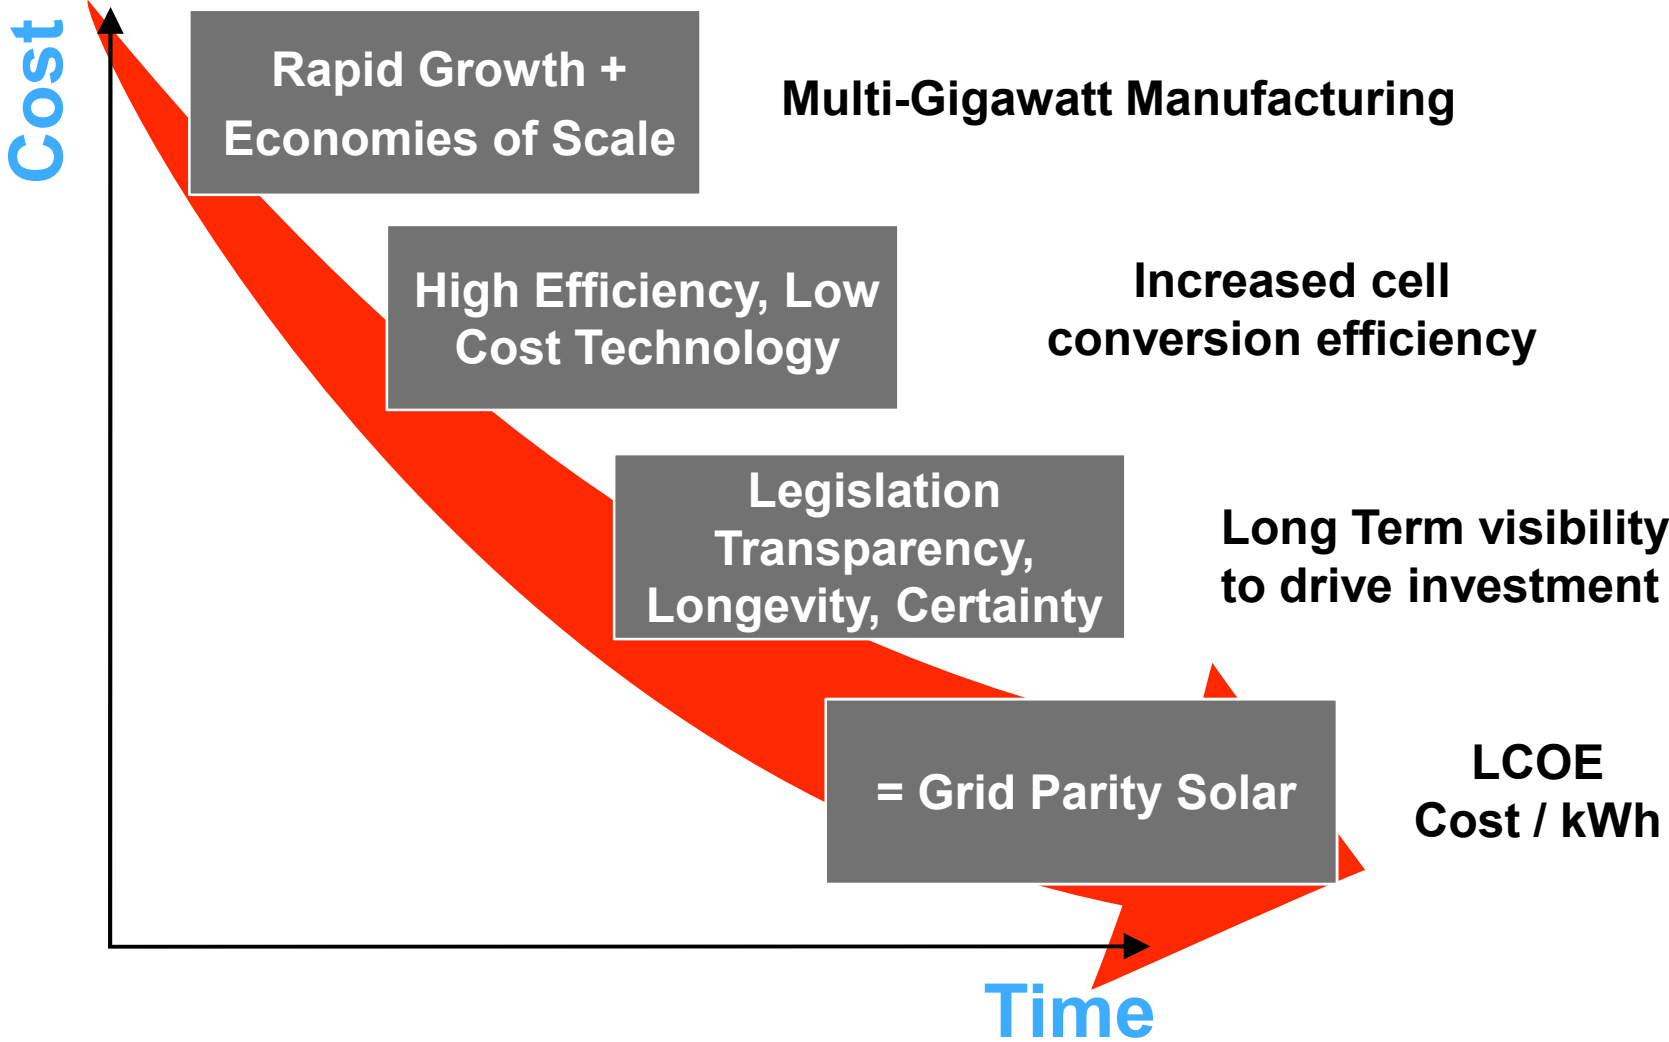 Cost
Rapid Growth +
Economies of Scale
Multi-Gigawatt Manufacturing
High Efficiency, Low
Cost Technology
Increased cell
conversion efficiency
Legislation
Transparency,
Longevity, Certainty
Long Term visibility
to drive investment
= Grid Parity Solar
LCOE
Cost / kWh
Time